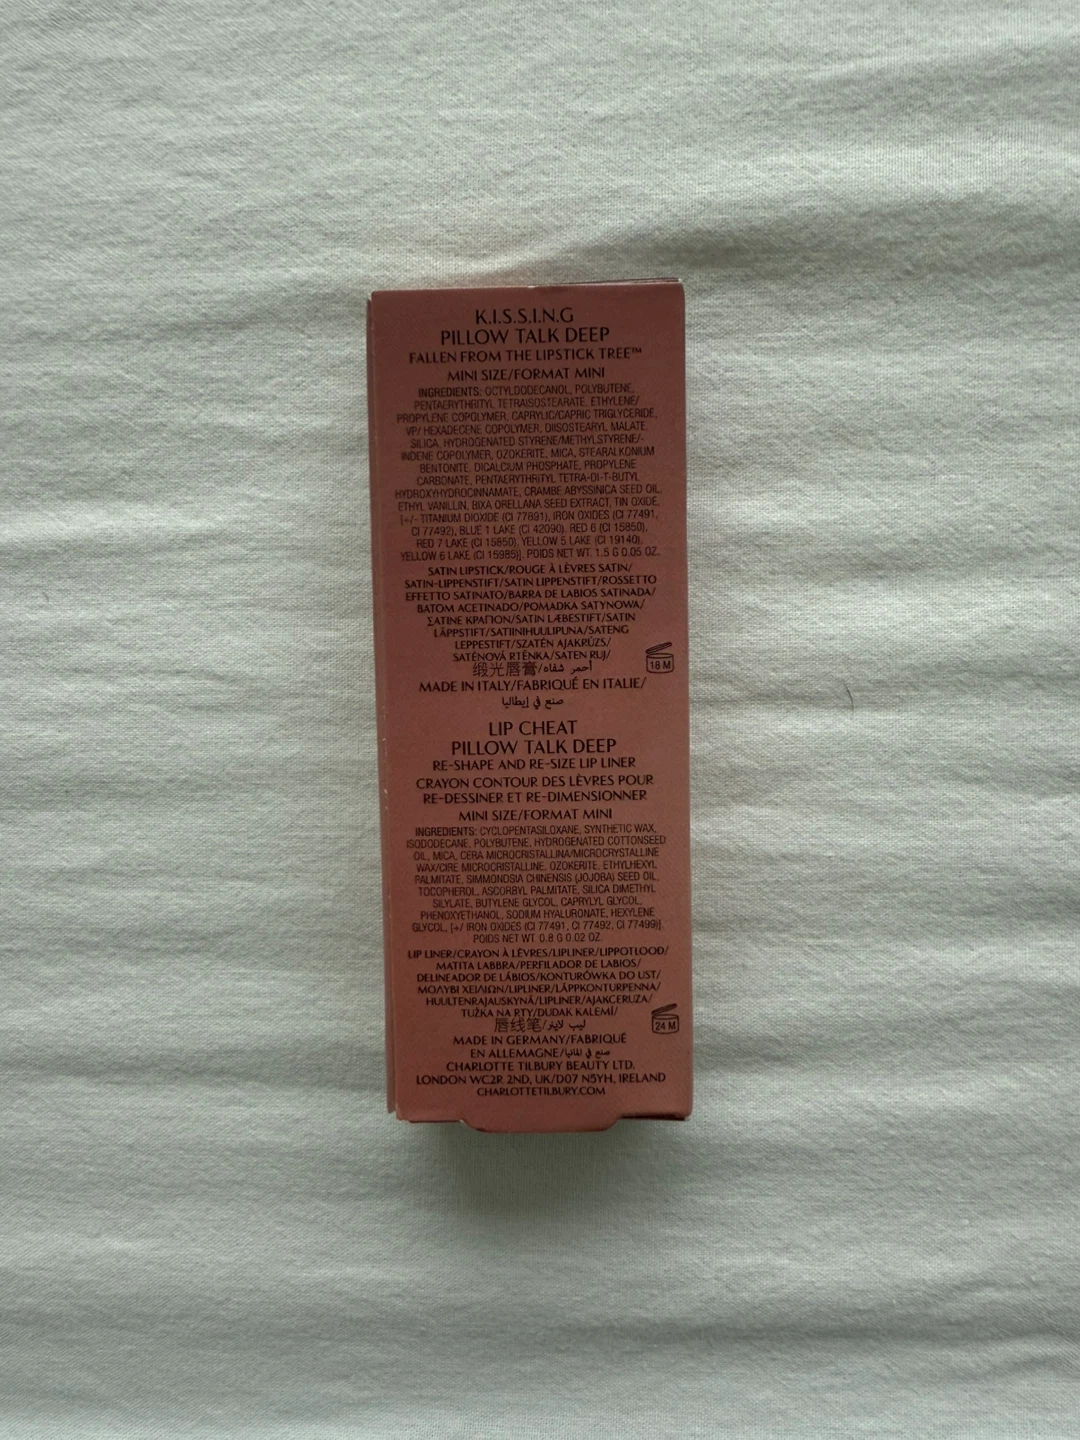 K.I.S.S.I.N.G
PILLOW TALK DEEP
FALLEN FROM THE LIPSTICK TREE™
MINI SIZE/FORMAT MINI
INGREDIENTS: OCTYLDODECANOL, POLYBUTENE,
PENTAERYTHRITYL TETRAISOSTEARATE, ETHYLENE/
PROPYLENE COPOLYMER, CAPRYLIC/CAPRIC TRIGLYCERIDE,
VP/ HEXADECENE COPOLYMER, DIISOSTEARYL MALATE,
SILICA, HYDROGENATED STYRENE/METHYLSTYRENE/-
INDENE COPOLYMER, OZOKERITE, MICA, STEARALKONIUM
BENTONITE, DICALCIUM PHOSPHATE, PROPYLENE
CARBONATE, PENTAERYTHRITYL TETRA-DI-T-BUTYL
HYDROXYHYDROCINNAMATE, CRAMBE ABYSSINICA SEED OIL,
ETHYL VANILLIN, BIXA ORELLANA SEED EXTRACT, TIN OXIDE,
[+/- TITANIUM DIOXIDE (CI 77891), IRON OXIDES (CI 77491,
CI 77492), BLUE 1 LAKE (CI 42090), RED 6 (CI 15850),
RED 7 LAKE (CI 15850), YELLOW 5 LAKE (CI 19140),
YELLOW 6 LAKE (CI 15985)]. POIDS NET WT. 1.5 G 0.05 OZ.
SATIN LIPSTICK/ROUGE À LÈVRES SATIN/
SATIN-LIPPENSTIFT/SATIN LIPPENSTIFT/ROSSETTO
EFFETTO SATINATO/BARRA DE LABIOS SATINADA/
BATOM ACETINADO/POMADKA SATYNOWA/
ΣΑΤΙΝΕ ΚΡΑΓΙΟΝ/SATIN LÆBESTIFT/SATIN
LÄPPSTIFT/SATIINIHUULIPUNA/SATENG
LEPPESTIFT/SZATÉN AJAKRÚZS/
SATÉNOVÁ RTĚNKA/SATEN RUJ/
缎光唇膏/أحمر شفاه
18 M
MADE IN ITALY/FABRIQUÉ EN ITALIE/
صنع في إيطاليا
LIP CHEAT
PILLOW TALK DEEP
RE-SHAPE AND RE-SIZE LIP LINER
CRAYON CONTOUR DES LÈVRES POUR
RE-DESSINER ET RE-DIMENSIONNER
MINI SIZE/FORMAT MINI
INGREDIENTS: CYCLOPENTASILOXANE, SYNTHETIC WAX,
ISODODECANE, POLYBUTENE, HYDROGENATED COTTONSEED
OIL, MICA, CERA MICROCRISTALLINA/MICROCRYSTALLINE
WAX/CIRE MICROCRISTALLINE, OZOKERITE, ETHYLHEXYL
PALMITATE, SIMMONDSIA CHINENSIS (JOJOBA) SEED OIL,
TOCOPHEROL, ASCORBYL PALMITATE, SILICA DIMETHYL
SILYLATE, BUTYLENE GLYCOL, CAPRYLYL GLYCOL,
PHENOXYETHANOL, SODIUM HYALURONATE, HEXYLENE
GLYCOL, [+/ IRON OXIDES (CI 77491, CI 77492, CI 77499)].
POIDS NET WT. 0.8 G 0.02 OZ.
LIP LINER/CRAYON À LÈVRES/LIPLINER/LIPPOTLOOD/
MATITA LABBRA/PERFILADOR DE LABIOS/
DELINEADOR DE LÁBIOS/KONTURÓWKA DO UST/
ΜΟΛΥΒΙ ΧΕΙΛΙΩΝ/LIPLINER/LÄPPKONTURPENNA/
HUULTENRAJAUSKYNÄ/LIPLINER/AJAKCERUZA/
TUŽKA NA RTY/DUDAK KALEMİ/
唇线笔/ليب لاينر
24 M
MADE IN GERMANY/FABRIQUÉ
EN ALLEMAGNE/صنع في المانيا
CHARLOTTE TILBURY BEAUTY LTD.
LONDON WC2R 2ND, UK/D07 N5YH, IRELAND
CHARLOTTETILBURY.COM